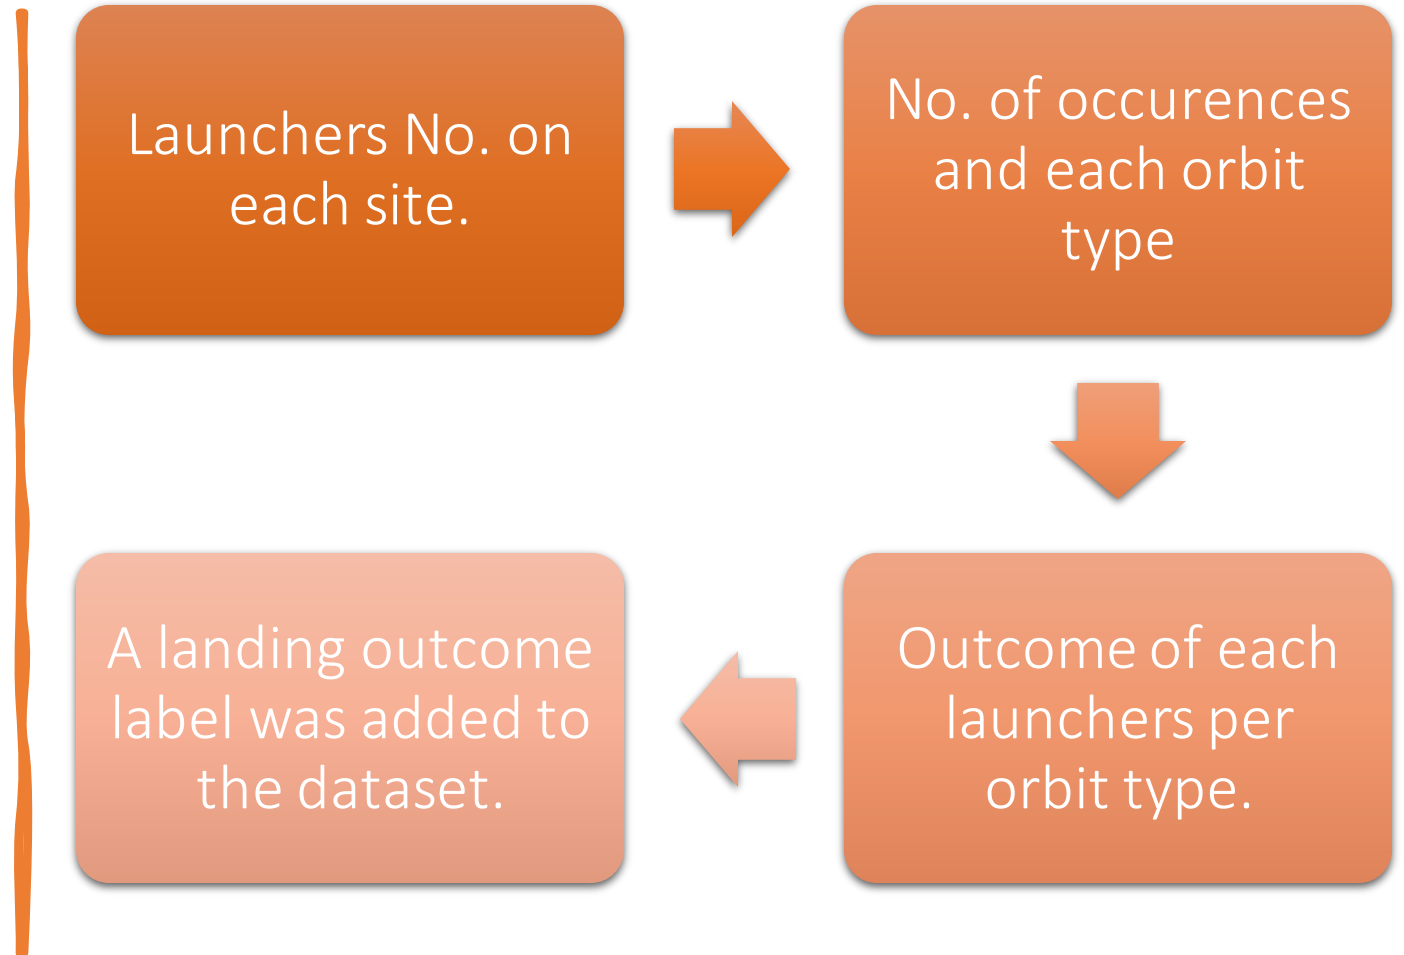 Launchers No. on
each site.
No. of occurences
and each orbit
type
Outcome of each
launchers per
orbit type.
A landing outcome
label was added to
the dataset.